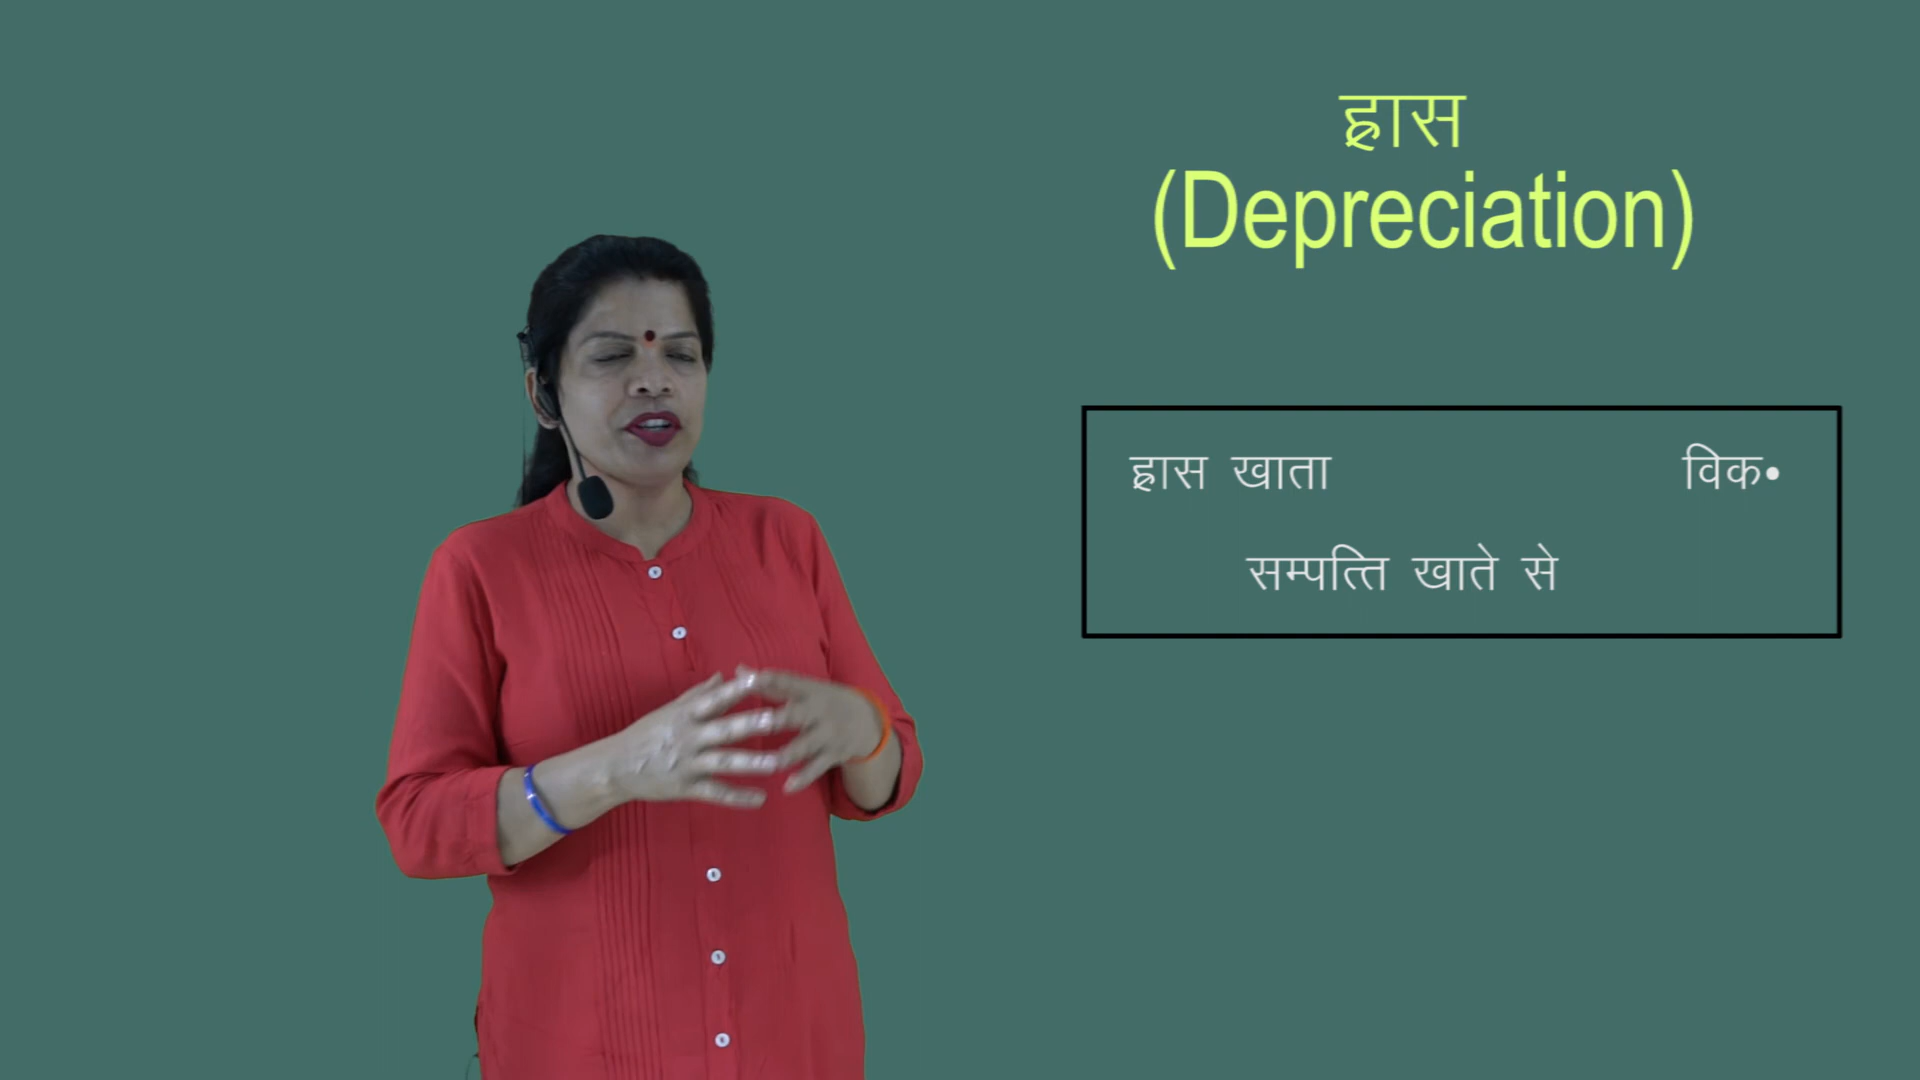 ह्रास
(Depreciation)
ह्रास खाता विक•
सम्पत्ति खाते से